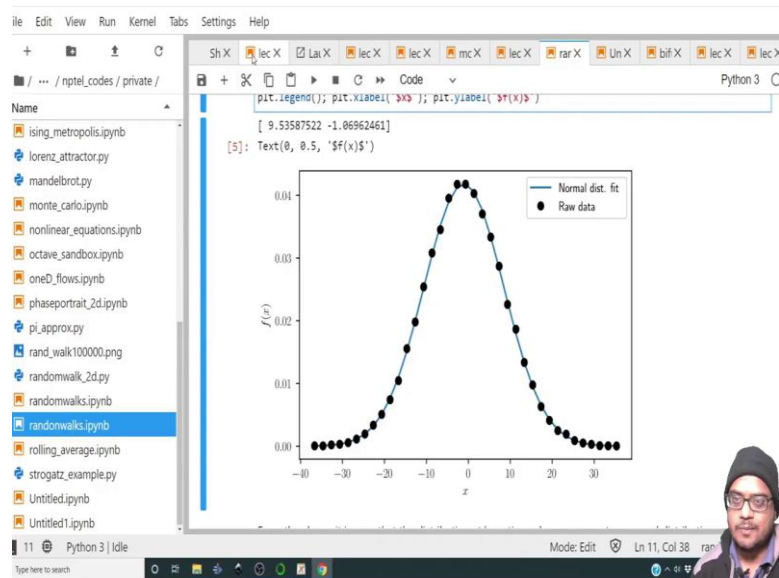 ile Edit View Run Kernel Tabs Settings Help
Sh X lec X Lau X lec X lec X mc X lec X rar X Un X bifi X lec X lec X
/ ··· / nptel_codes / private /
Code
Python 3
Name
ising_metropolis.ipynb
lorenz_attractor.py
mandelbrot.py
monte_carlo.ipynb
nonlinear_equations.ipynb
octave_sandbox.ipynb
oneD_flows.ipynb
phaseportrait_2d.ipynb
pi_approx.py
rand_walk100000.png
randomwalk_2d.py
randomwalks.ipynb
randonwalks.ipynb
rolling_average.ipynb
strogatz_example.py
Untitled.ipynb
Untitled1.ipynb
plt.legend(); plt.xlabel('$x$'); plt.ylabel('$f(x)$')
[ 9.53587522 -1.06962461]
[5]: Text(0, 0.5, '$f(x)$')
Normal dist. fit
Raw data
0.04
0.03
0.02
0.01
0.00
f(x)
−40 −30 −20 −10 0 10 20 30
x
11 Python 3 | Idle
Mode: Edit Ln 11, Col 38
Type here to search